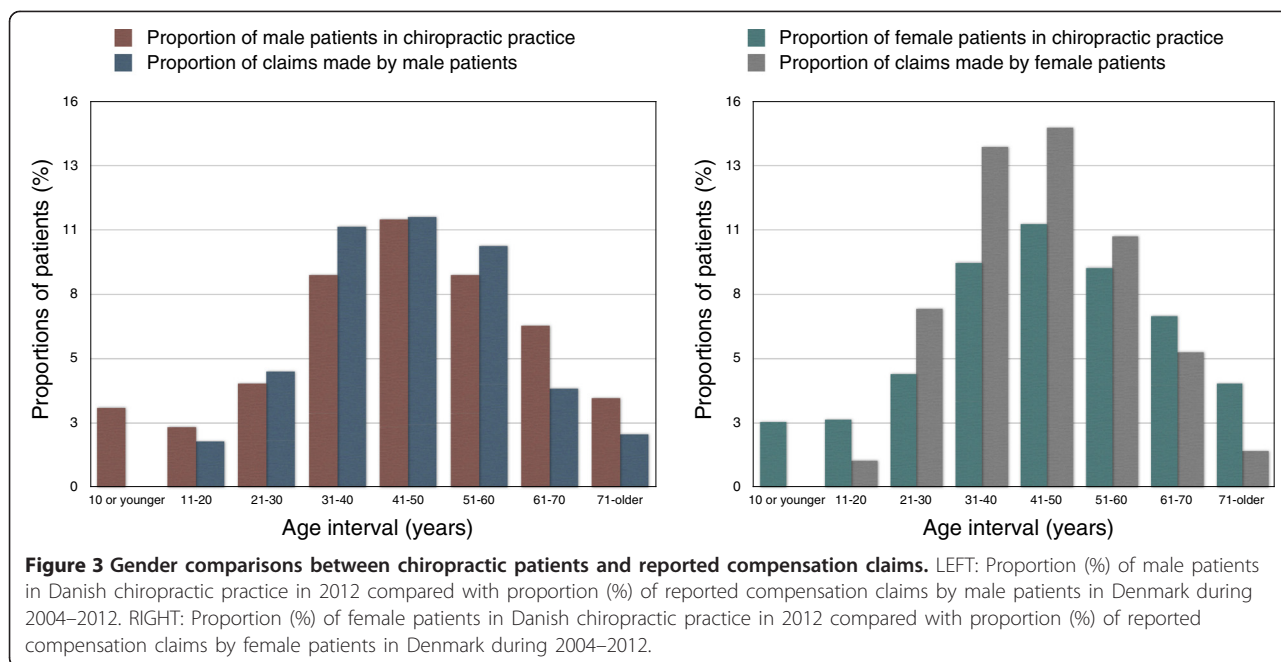 Proportion of male patients in chiropractic practice
Proportion of claims made by male patients
Proportions of patients (%)
16
13
11
8
5
3
0
10 or younger 11-20 21-30 31-40 41-50 51-60 61-70 71-older
Age interval (years)
Proportion of female patients in chiropractic practice
Proportion of claims made by female patients
Proportions of patients (%)
16
13
11
8
5
3
0
10 or younger 11-20 21-30 31-40 41-50 51-60 61-70 71-older
Age interval (years)
Figure 3 Gender comparisons between chiropractic patients and reported compensation claims. LEFT: Proportion (%) of male patients
in Danish chiropractic practice in 2012 compared with proportion (%) of reported compensation claims by male patients in Denmark during
2004–2012. RIGHT: Proportion (%) of female patients in Danish chiropractic practice in 2012 compared with proportion (%) of reported
compensation claims by female patients in Denmark during 2004–2012.